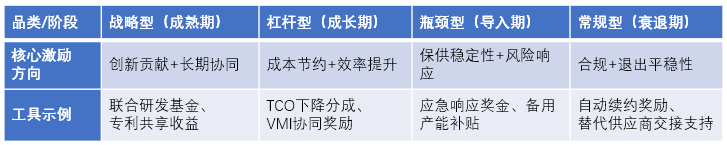 品类/阶段 战略型（成熟期） 杠杆型（成长期） 瓶颈型（导入期） 常规型（衰退期）
核心激励方向 创新贡献+长期协同 成本节约+效率提升 保供稳定性+风险响应 合规+退出平稳性
工具示例 联合研发基金、专利共享收益 TCO下降分成、VMI协同奖励 应急响应奖金、备用产能补贴 自动续约奖励、替代供应商交接支持